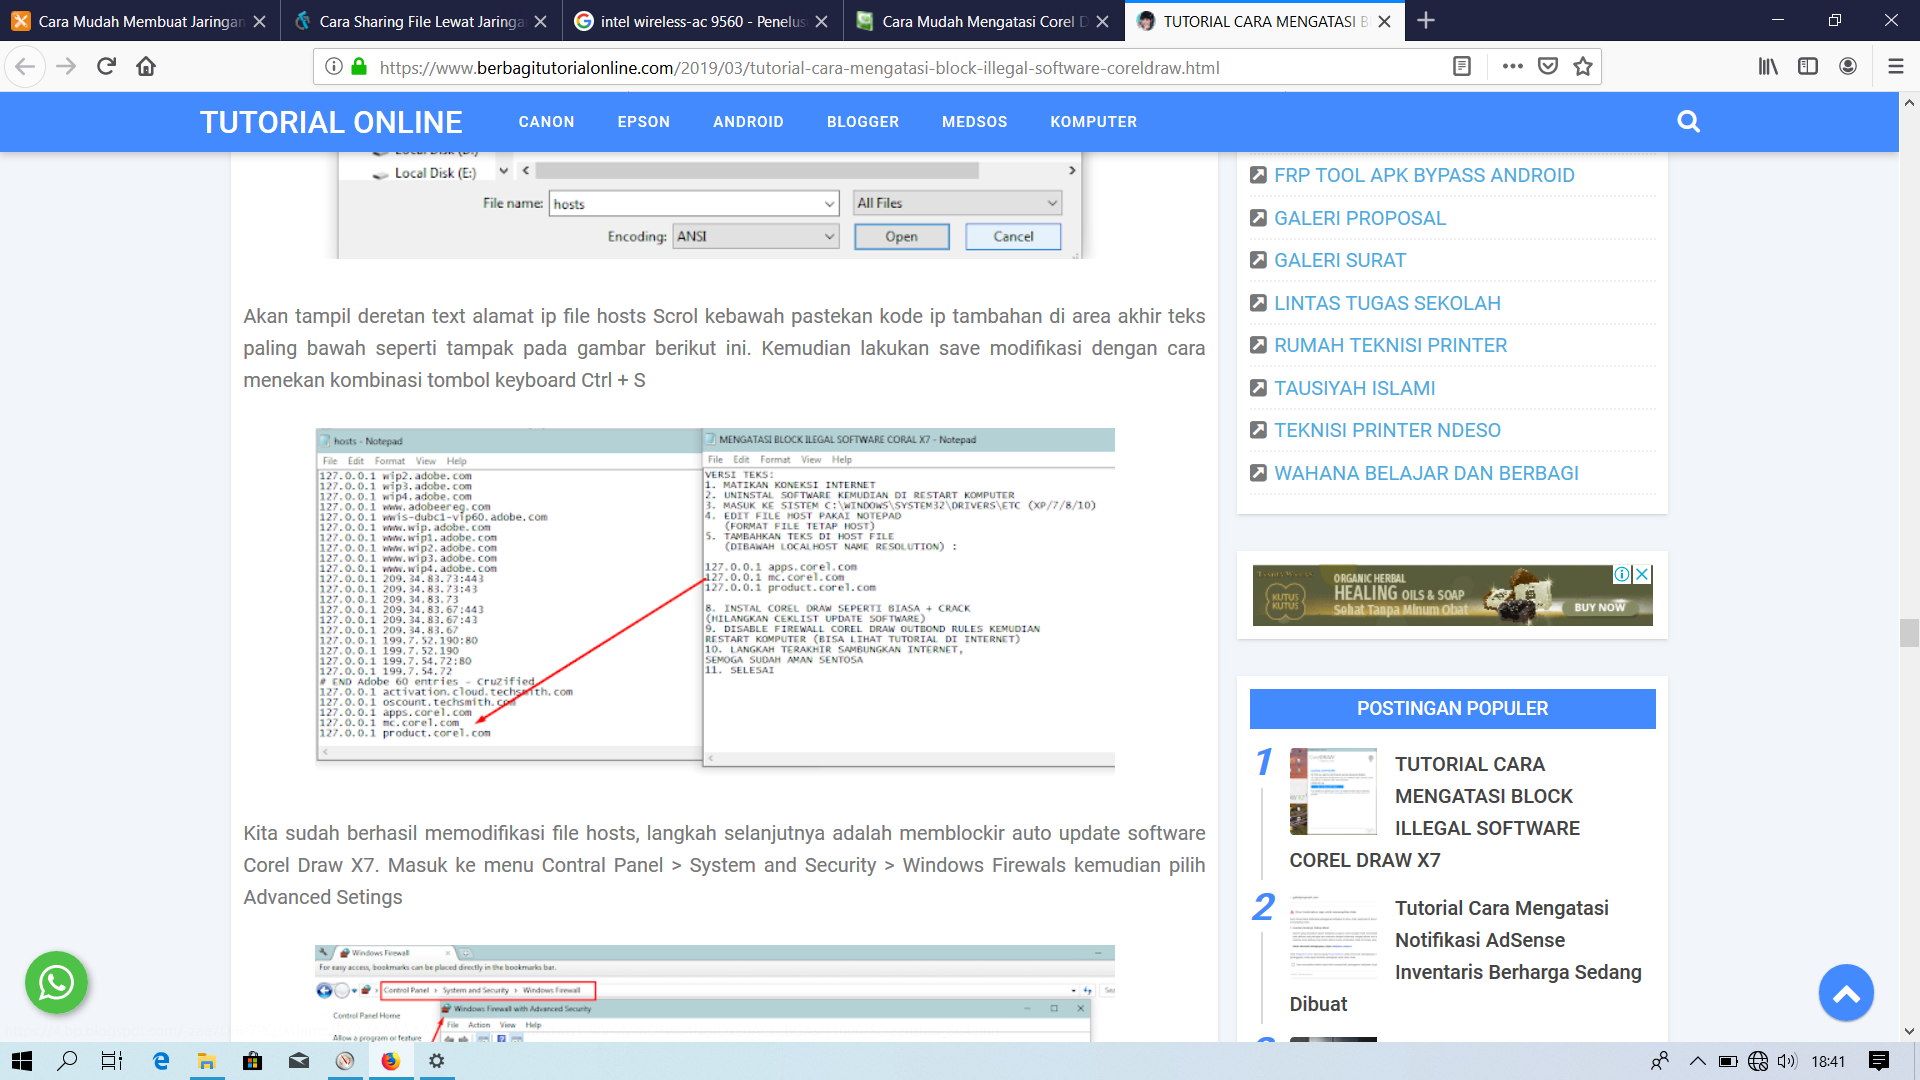 Cara Mudah Membuat Jaringan
Cara Sharing File Lewat Jaringan
intel wireless-ac 9560 - Penelus
Cara Mudah Mengatasi Corel D
TUTORIAL CARA MENGATASI B
https://www.berbagitutorialonline.com/2019/03/tutorial-cara-mengatasi-block-illegal-software-coreldraw.html
TUTORIAL ONLINE
CANON
EPSON
ANDROID
BLOGGER
MEDSOS
KOMPUTER
Local Disk (D:)
Local Disk (E:)
File name: hosts
All Files
Encoding: ANSI
Open
Cancel
Akan tampil deretan text alamat ip file hosts Scrol kebawah pastekan kode ip tambahan di area akhir teks
paling bawah seperti tampak pada gambar berikut ini. Kemudian lakukan save modifikasi dengan cara
menekan kombinasi tombol keyboard Ctrl + S
hosts - Notepad
File Edit Format View Help
127.0.0.1 wip2.adobe.com
127.0.0.1 wip3.adobe.com
127.0.0.1 wip4.adobe.com
127.0.0.1 www.adobeereg.com
127.0.0.1 wwis-dubc1-vip60.adobe.com
127.0.0.1 www.wip.adobe.com
127.0.0.1 www.wip1.adobe.com
127.0.0.1 www.wip2.adobe.com
127.0.0.1 www.wip3.adobe.com
127.0.0.1 www.wip4.adobe.com
127.0.0.1 209.34.83.73:443
127.0.0.1 209.34.83.73:43
127.0.0.1 209.34.83.73
127.0.0.1 209.34.83.67:443
127.0.0.1 209.34.83.67:43
127.0.0.1 209.34.83.67
127.0.0.1 199.7.52.190:80
127.0.0.1 199.7.52.190
127.0.0.1 199.7.54.72:80
127.0.0.1 199.7.54.72
# END Adobe 60 entries - CruZified
127.0.0.1 activation.cloud.techsmith.com
127.0.0.1 oscount.techsmith.com
127.0.0.1 apps.corel.com
127.0.0.1 mc.corel.com
127.0.0.1 product.corel.com
MENGATASI BLOCK ILEGAL SOFTWARE CORAL X7 - Notepad
File Edit Format View Help
VERSI TEKS:
1. MATIKAN KONEKSI INTERNET
2. UNINSTAL SOFTWARE KEMUDIAN DI RESTART KOMPUTER
3. MASUK KE SISTEM C:\WINDOWS\SYSTEM32\DRIVERS\ETC (XP/7/8/10)
4. EDIT FILE HOST PAKAI NOTEPAD
(FORMAT FILE TETAP HOST)
5. TAMBAHKAN TEKS DI HOST FILE
(DIBAWAH LOCALHOST NAME RESOLUTION) :
127.0.0.1 apps.corel.com
127.0.0.1 mc.corel.com
127.0.0.1 product.corel.com
8. INSTAL COREL DRAW SEPERTI BIASA + CRACK
(HILANGKAN CEKLIST UPDATE SOFTWARE)
9. DISABLE FIREWALL COREL DRAW OUTBOND RULES KEMUDIAN
RESTART KOMPUTER (BISA LIHAT TUTORIAL DI INTERNET)
10. LANGKAH TERAKHIR SAMBUNGKAN INTERNET,
SEMOGA SUDAH AMAN SENTOSA
11. SELESAI
Kita sudah berhasil memodifikasi file hosts, langkah selanjutnya adalah memblockir auto update software
Corel Draw X7. Masuk ke menu Contral Panel > System and Security > Windows Firewals kemudian pilih
Advanced Setings
Windows Firewall
For easy access, bookmarks can be placed directly in the bookmarks bar.
Control Panel > System and Security > Windows Firewall
Control Panel Home
Allow a program or feature
Windows Firewall with Advanced Security
File Action View Help
FRP TOOL APK BYPASS ANDROID
GALERI PROPOSAL
GALERI SURAT
LINTAS TUGAS SEKOLAH
RUMAH TEKNISI PRINTER
TAUSIYAH ISLAMI
TEKNISI PRINTER NDESO
WAHANA BELAJAR DAN BERBAGI
KUTUS
KUTUS
ORGANIC HERBAL
HEALING OILS & SOAP
Sehat Tanpa Minum Obat
BUY NOW
POSTINGAN POPULER
1
TUTORIAL CARA
MENGATASI BLOCK
ILLEGAL SOFTWARE
COREL DRAW X7
2
Tutorial Cara Mengatasi
Notifikasi AdSense
Inventaris Berharga Sedang
Dibuat
18:41